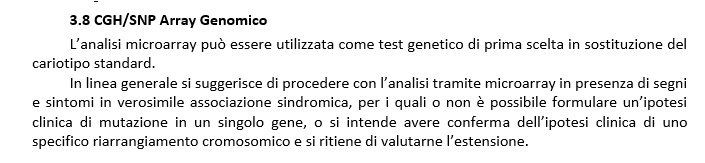 3.8 CGH/SNP Array Genomico
L'analisi microarray può essere utilizzata come test genetico di prima scelta in sostituzione del
cariotipo standard.
In linea generale si suggerisce di procedere con l'analisi tramite microarray in presenza di segni
e sintomi in verosimile associazione sindromica, per i quali o non è possibile formulare un'ipotesi
clinica di mutazione in un singolo gene, o si intende avere conferma dell'ipotesi clinica di uno
specifico riarrangiamento cromosomico e si ritiene di valutarne l'estensione.